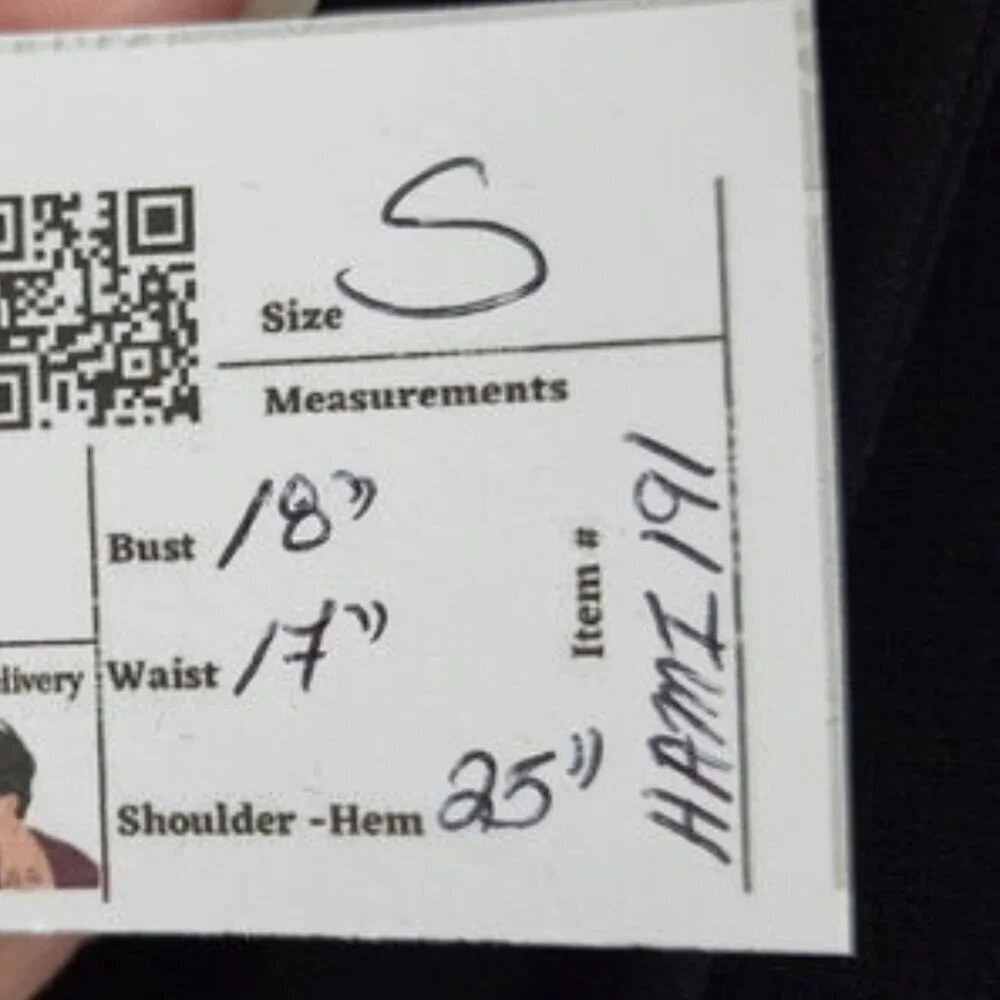 Size S
Measurements
Bust 18"
Waist 17"
Shoulder -Hem 25"
Item # HAMI 191
livery